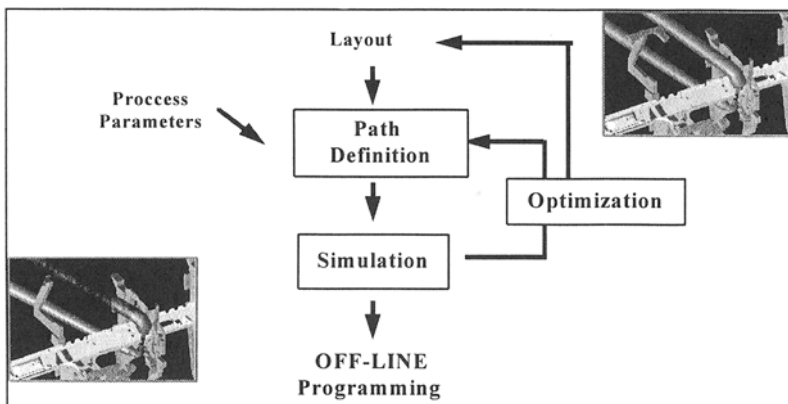 Layout
Proccess
Parameters
Path
Definition
Optimization
Simulation
OFF-LINE
Programming